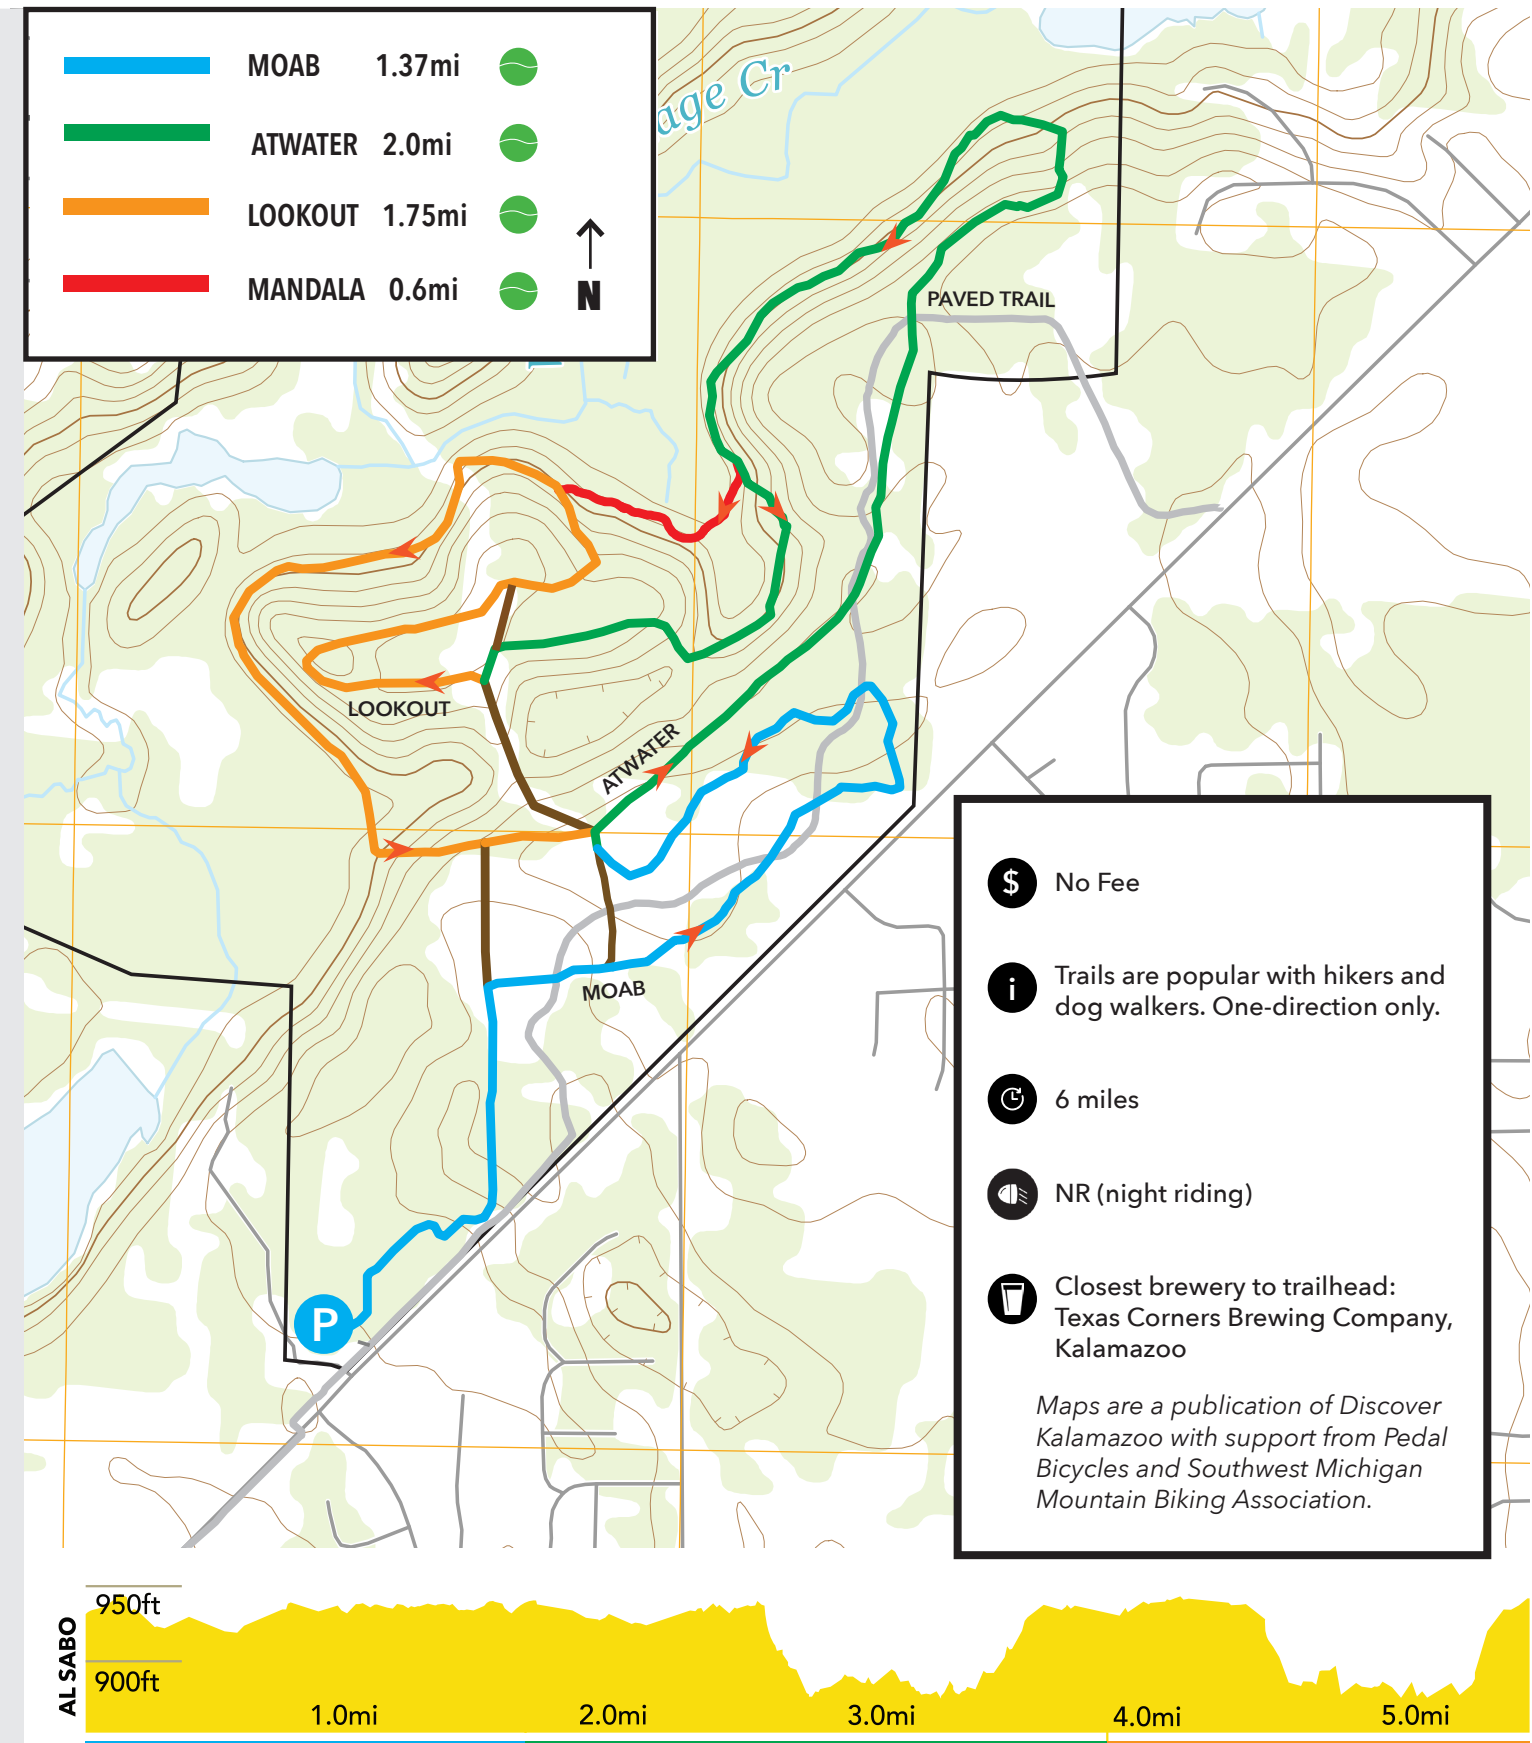 MOAB 1.37mi
ATWATER 2.0mi
LOOKOUT 1.75mi
MANDALA 0.6mi
N
age Cr
PAVED TRAIL
LOOKOUT
ATWATER
MOAB
P
$ No Fee
i Trails are popular with hikers and
dog walkers. One-direction only.
6 miles
NR (night riding)
Closest brewery to trailhead:
Texas Corners Brewing Company,
Kalamazoo
Maps are a publication of Discover
Kalamazoo with support from Pedal
Bicycles and Southwest Michigan
Mountain Biking Association.
AL SABO
950ft
900ft
1.0mi 2.0mi 3.0mi 4.0mi 5.0mi